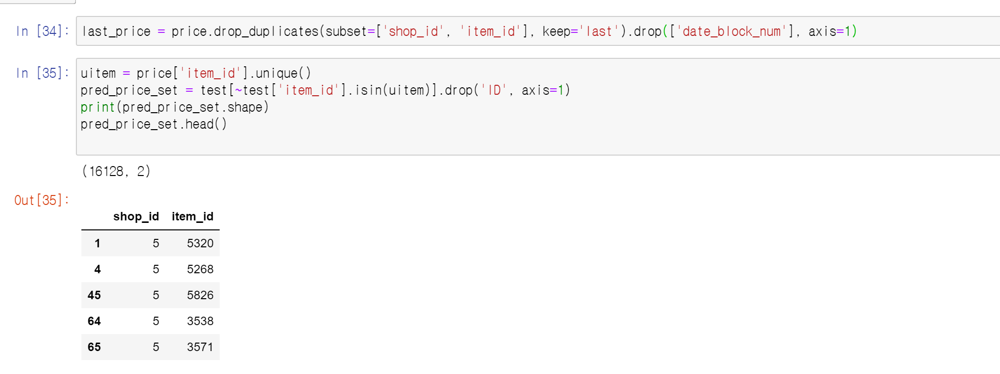 In [34]: last_price = price.drop_duplicates(subset=['shop_id', 'item_id'], keep='last').drop(['date_block_num'], axis=1)
In [35]: uitem = price['item_id'].unique()
pred_price_set = test[~test['item_id'].isin(uitem)].drop('ID', axis=1)
print(pred_price_set.shape)
pred_price_set.head()
(16128, 2)
Out[35]:
shop_id item_id
1 5 5320
4 5 5268
45 5 5826
64 5 3538
65 5 3571